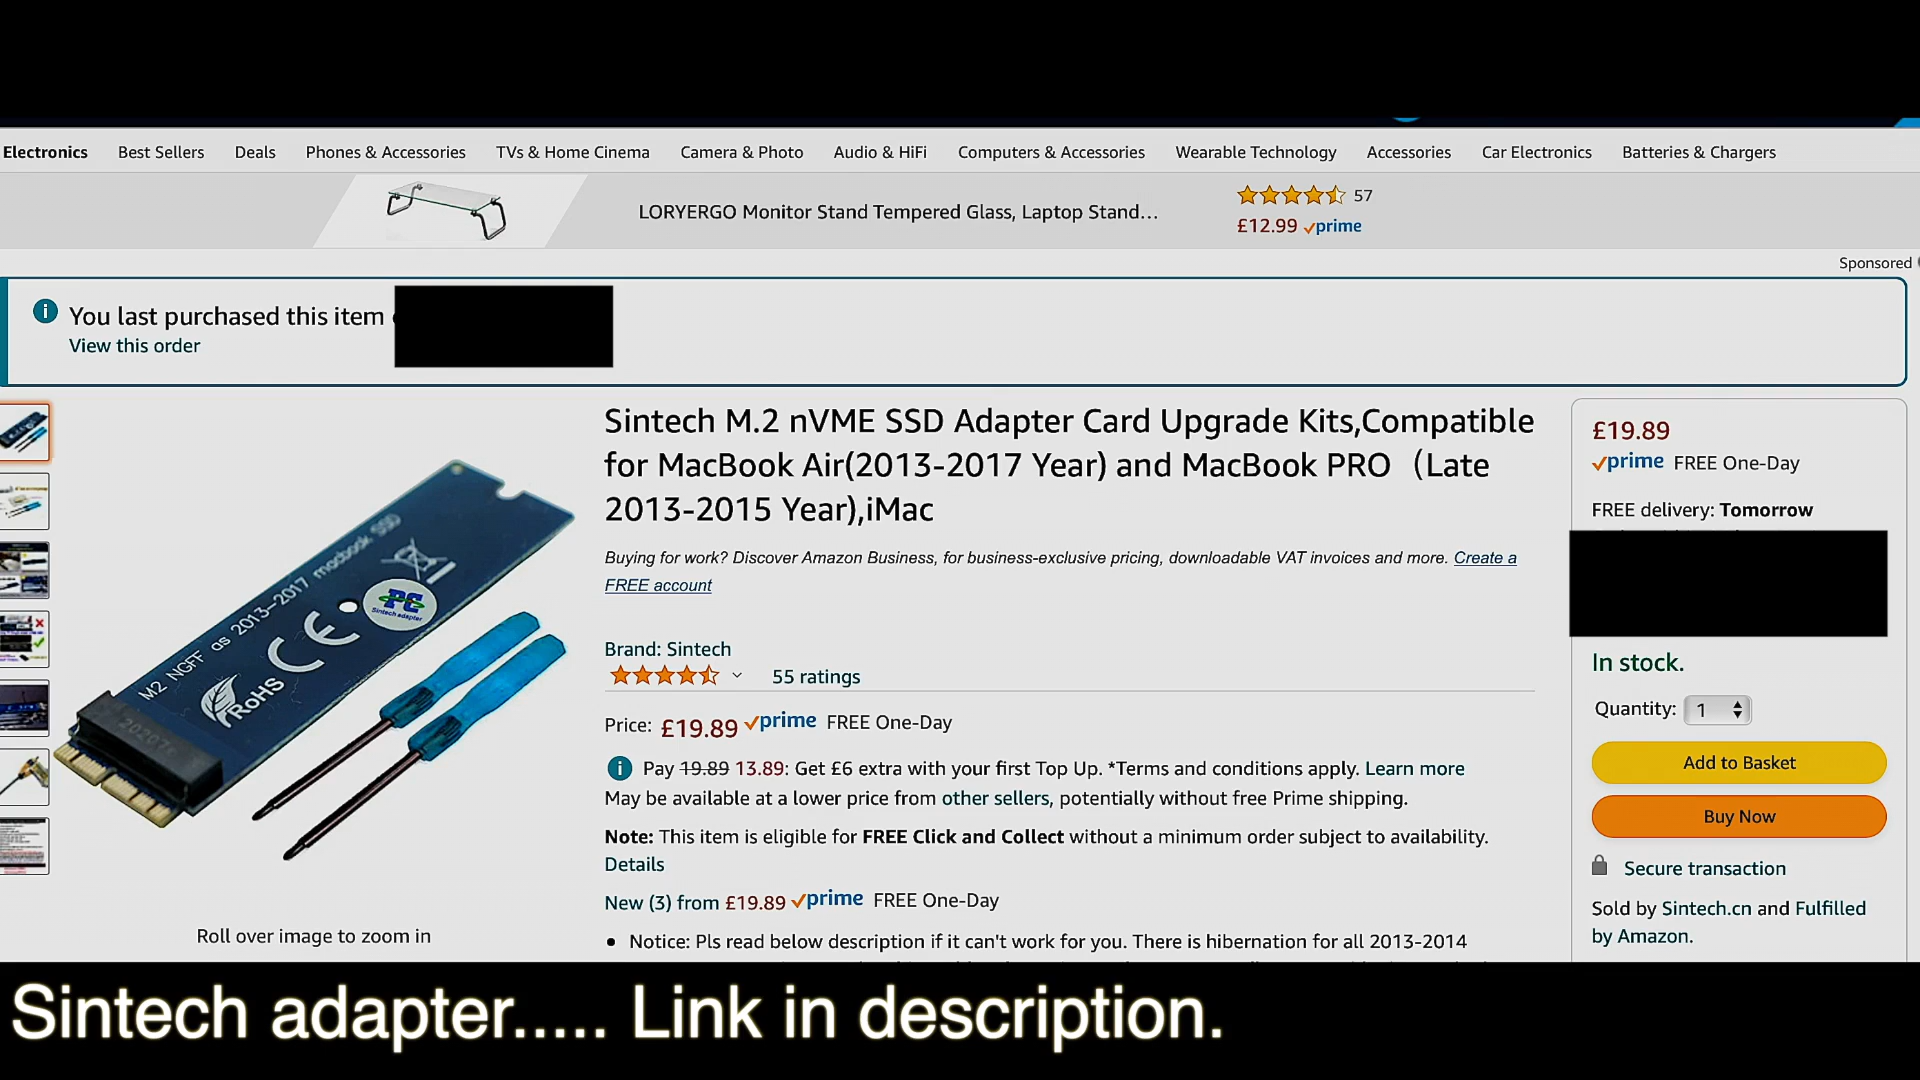 Electronics Best Sellers Deals Phones & Accessories TVs & Home Cinema Camera & Photo Audio & HiFi Computers & Accessories Wearable Technology Accessories Car Electronics Batteries & Chargers
LORYERGO Monitor Stand Tempered Glass, Laptop Stand...
57
£12.99 prime
Sponsored
You last purchased this item
View this order
M2 NGFF as 2013-2017 macbook SSD
RoHS CE
PC
Sintech adapter
Roll over image to zoom in
Sintech M.2 nVME SSD Adapter Card Upgrade Kits,Compatible
for MacBook Air(2013-2017 Year) and MacBook PRO（Late
2013-2015 Year),iMac
Buying for work? Discover Amazon Business, for business-exclusive pricing, downloadable VAT invoices and more. Create a
FREE account
Brand: Sintech
55 ratings
Price: £19.89 prime FREE One-Day
Pay 19.89 13.89: Get £6 extra with your first Top Up. *Terms and conditions apply. Learn more
May be available at a lower price from other sellers, potentially without free Prime shipping.
Note: This item is eligible for FREE Click and Collect without a minimum order subject to availability.
Details
New (3) from £19.89 prime FREE One-Day
• Notice: Pls read below description if it can't work for you. There is hibernation for all 2013-2014
£19.89
prime FREE One-Day
FREE delivery: Tomorrow
In stock.
Quantity: 1
Add to Basket
Buy Now
Secure transaction
Sold by Sintech.cn and Fulfilled
by Amazon.
Sintech adapter..... Link in description.